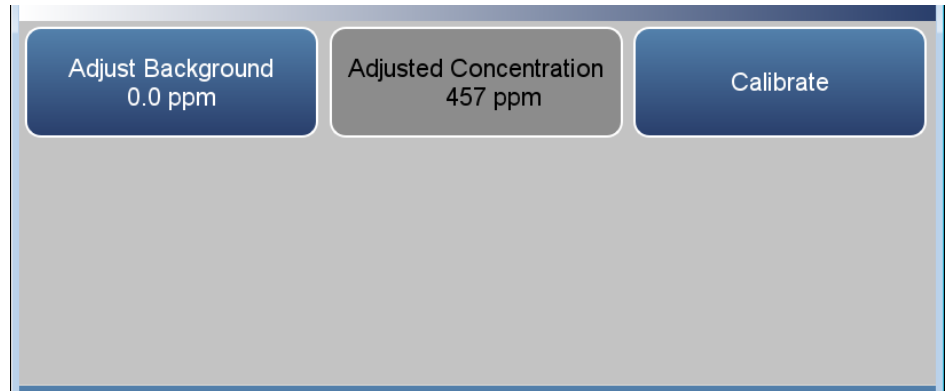 Adjust Background
0.0 ppm
Adjusted Concentration
457 ppm
Calibrate